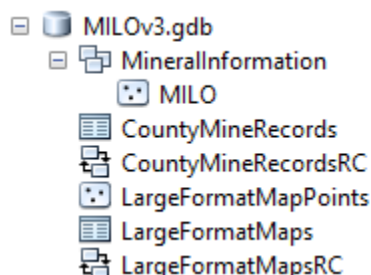 MILOv3.gdb
MineralInformation
MILO
CountyMineRecords
CountyMineRecordsRC
LargeFormatMapPoints
LargeFormatMaps
LargeFormatMapsRC